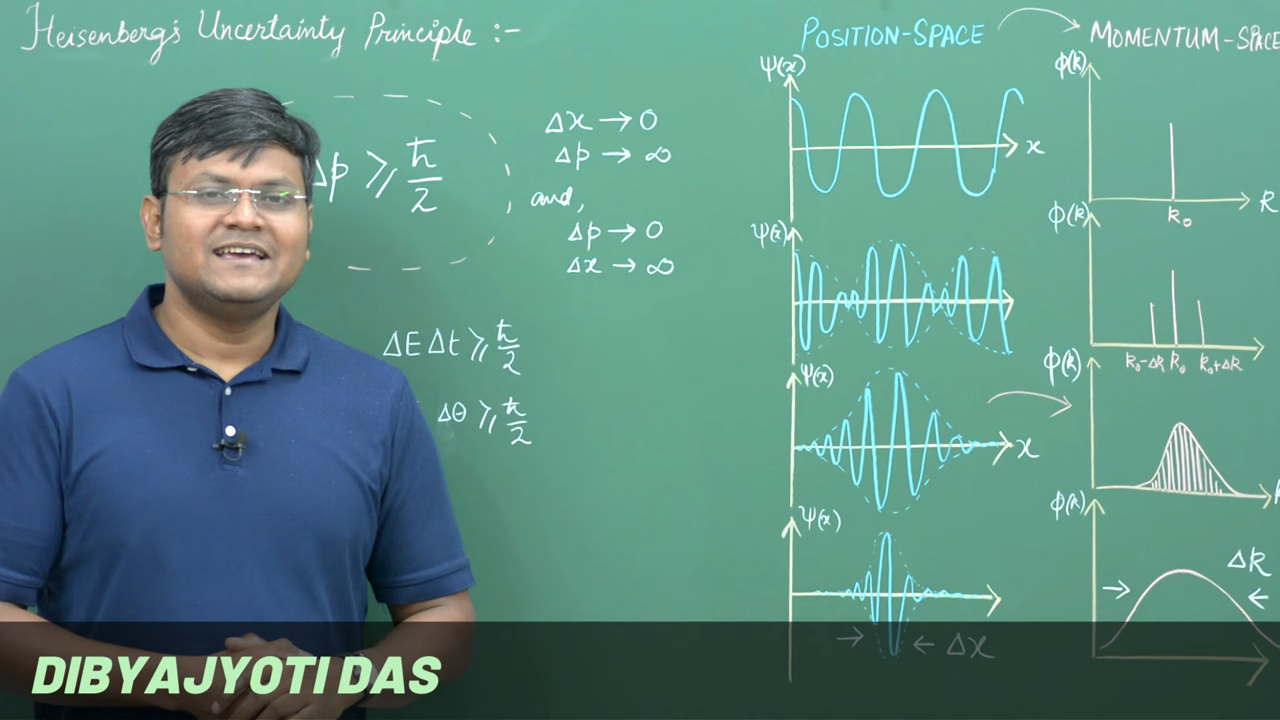 Heisenberg's Uncertainty Principle :-
Δp ⩾ ħ/2
Δx → 0
Δp → ∞
and,
Δp → 0
Δx → ∞
ΔE Δt ⩾ ħ/2
Δθ ⩾ ħ/2
POSITION-SPACE
ψ(x)
x
ψ(x)
ψ(x)
x
ψ(x)
→ ← Δx
MOMENTUM-SPACE
ϕ(k)
k
k₀
ϕ(k)
k₀-Δk k₀ k₀+Δk
ϕ(k)
ϕ(k)
Δk
DIBYAJYOTI DAS